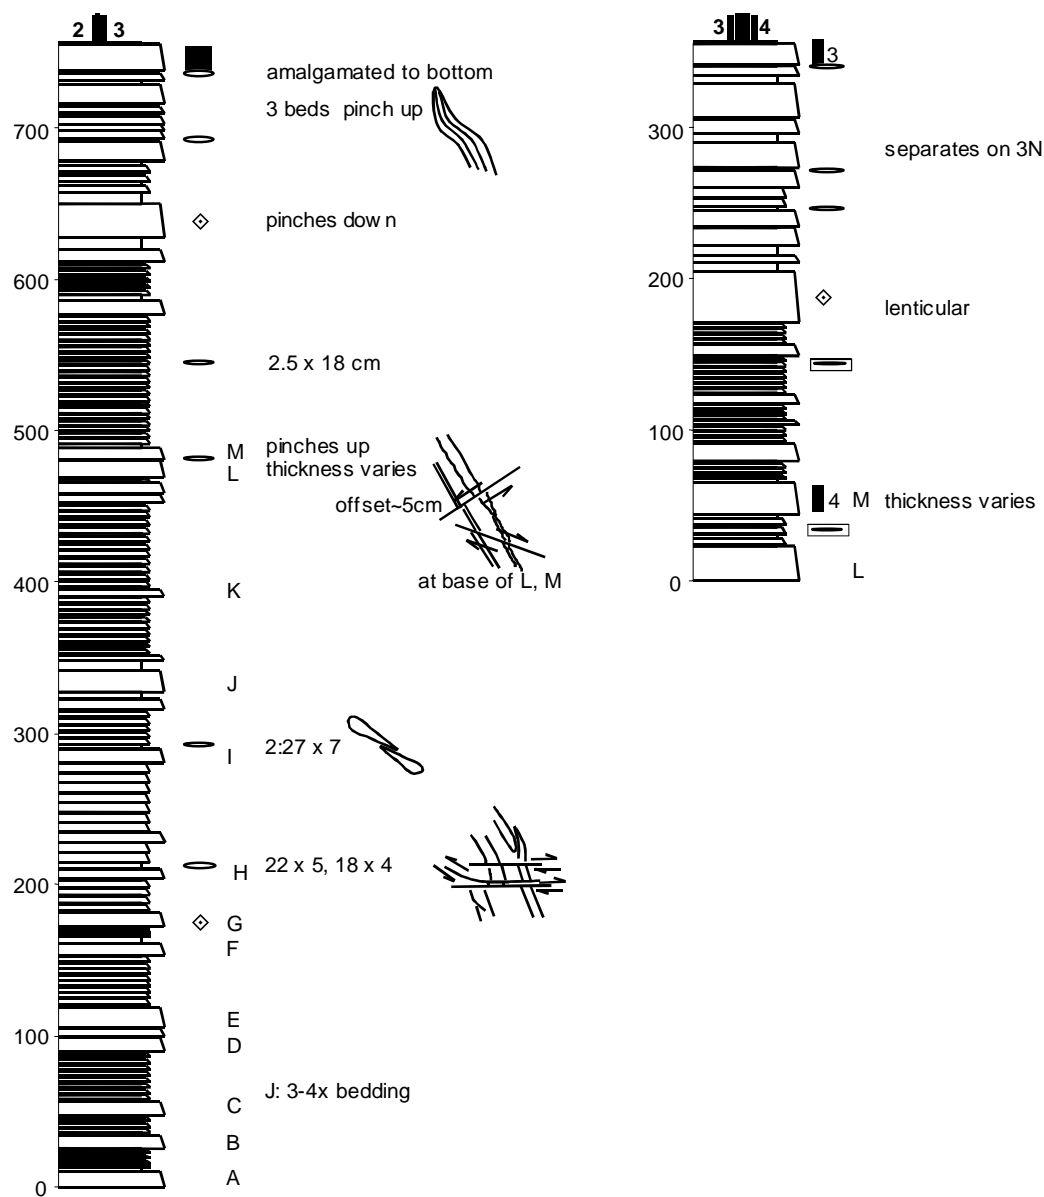 2 3
amalgamated to bottom
3 beds pinch up
700
pinches down
600
2.5 x 18 cm
500
M pinches up
L thickness varies
offset~5cm
at base of L, M
400
K
J
300
I 2:27 x 7
H 22 x 5, 18 x 4
200
G
F
E
100
D
J: 3-4x bedding
C
B
A
0
3 4
3
300
separates on 3N
200
lenticular
100
4 M thickness varies
L
0